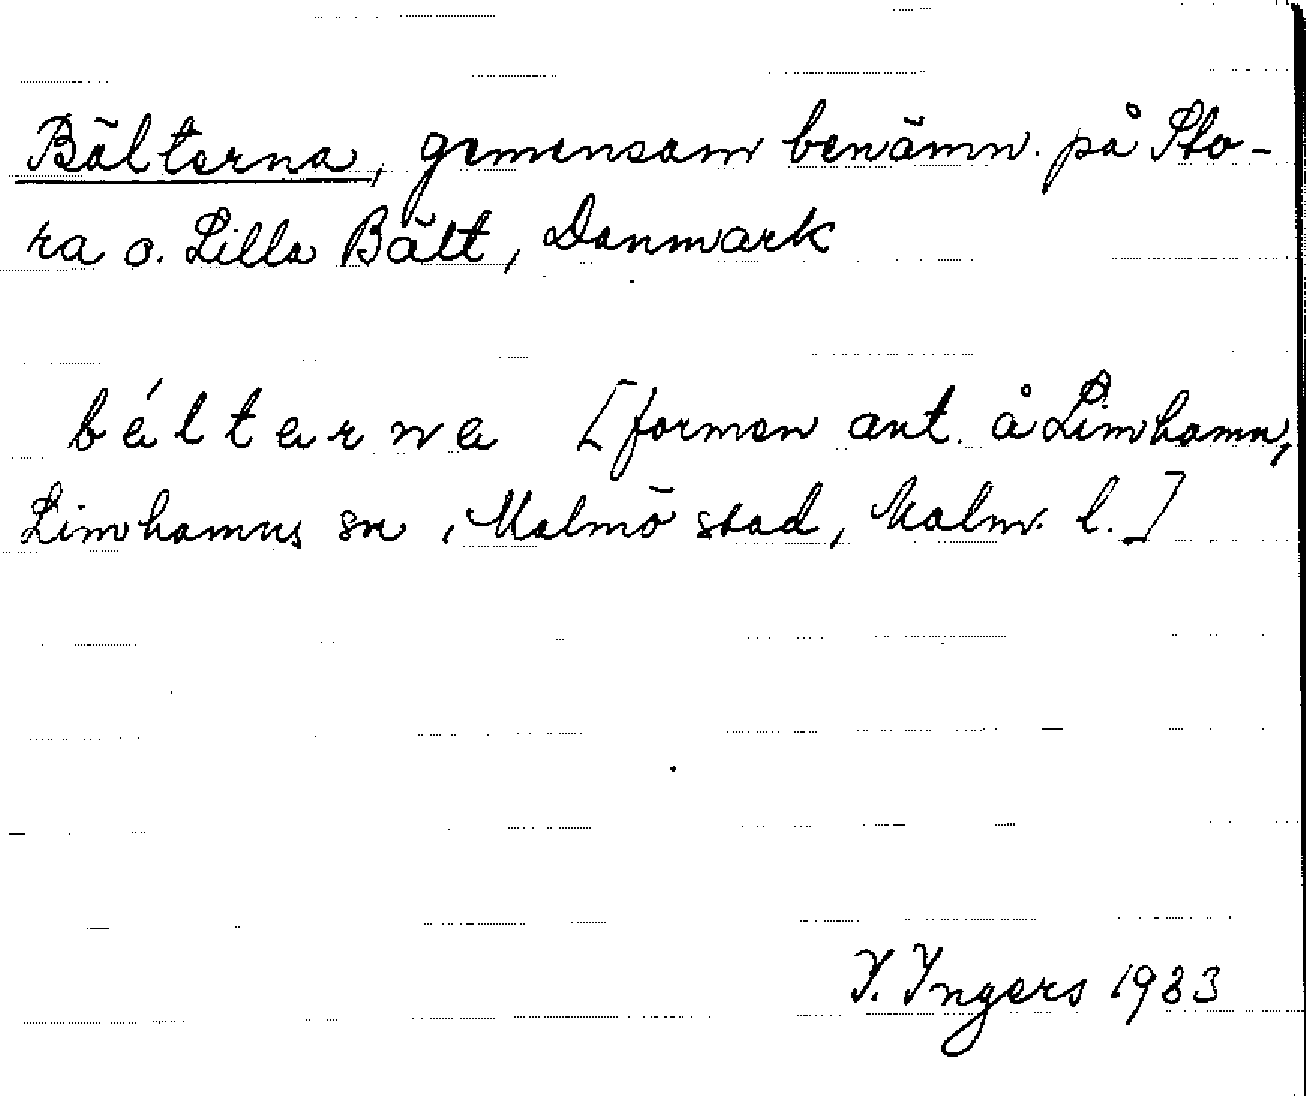 Bälterna, gemensam benämn. på Sto-
ra o. Lilla Bält, Danmark
bélterna [formen ant. å Limhamn,
Limhamns sn, Malmö stad, Malm. l.]
I. Ingers 1933